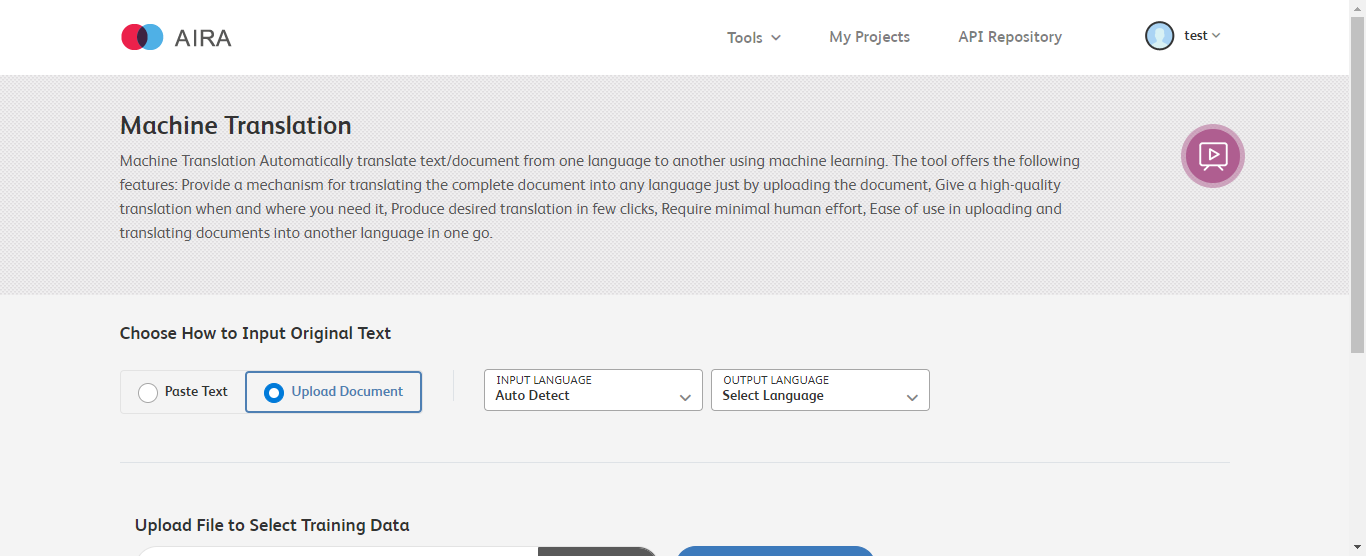 AIRA
Tools
My Projects
API Repository
test
Machine Translation
Machine Translation Automatically translate text/document from one language to another using machine learning. The tool offers the following
features: Provide a mechanism for translating the complete document into any language just by uploading the document, Give a high-quality
translation when and where you need it, Produce desired translation in few clicks, Require minimal human effort, Ease of use in uploading and
translating documents into another language in one go.
Choose How to Input Original Text
Paste Text
Upload Document
INPUT LANGUAGE
Auto Detect
OUTPUT LANGUAGE
Select Language
Upload File to Select Training Data